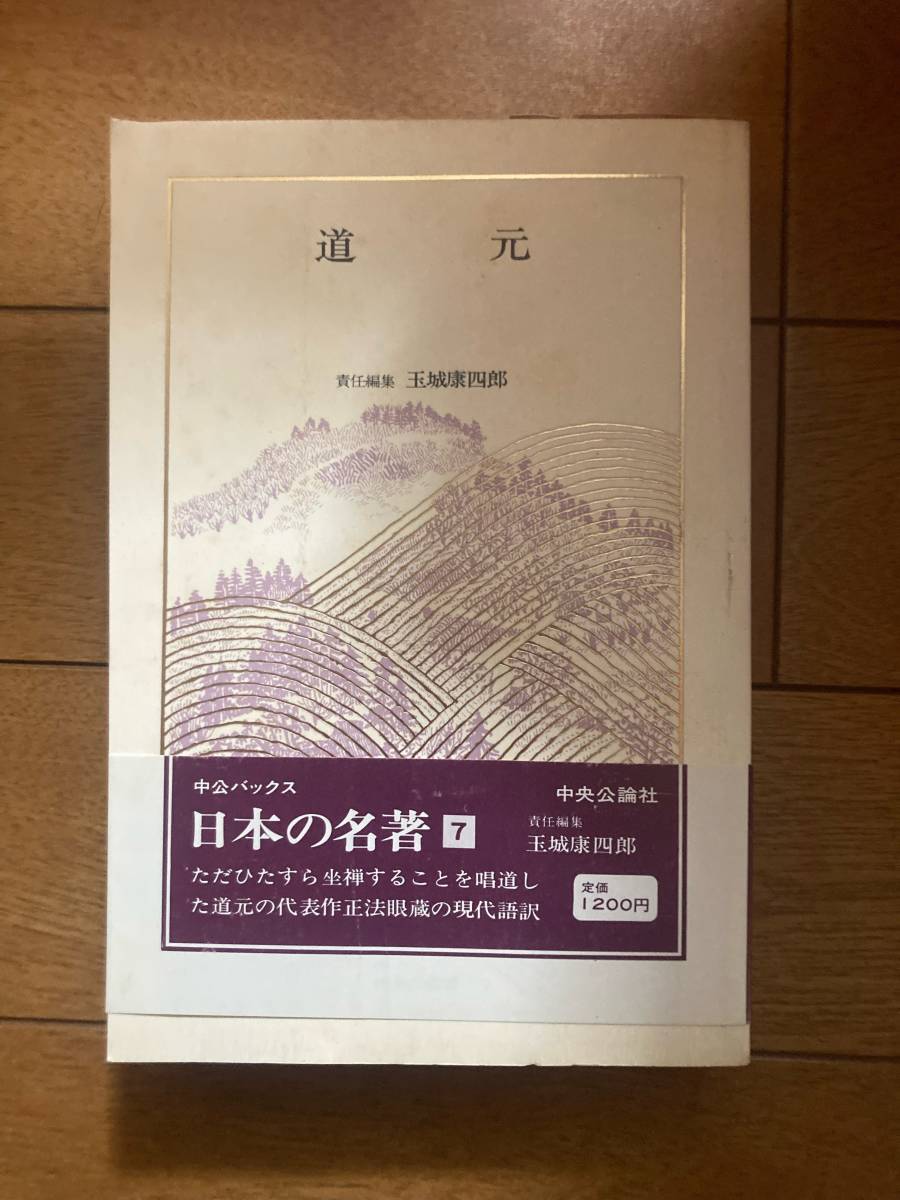 道 元
責任編集 玉城康四郎
中公バックス
日本の名著 7
中央公論社
責任編集
玉城康四郎
ただひたすら坐禅することを唱道し
た道元の代表作正法眼蔵の現代語訳
定価
1200円